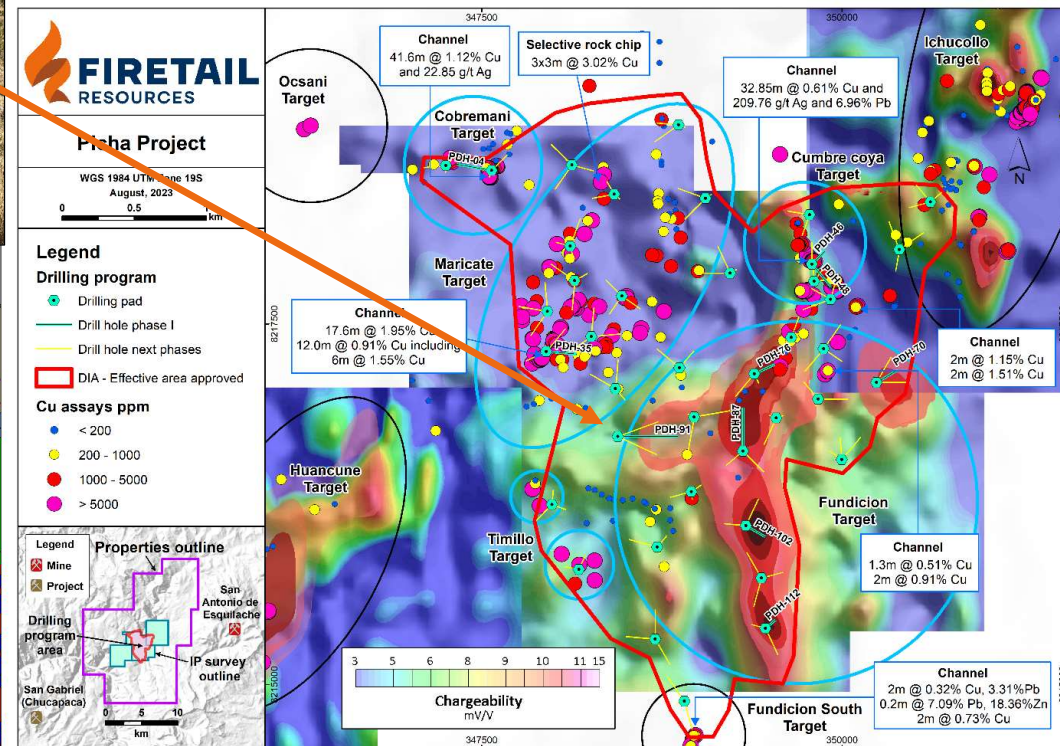 FIRETAIL
RESOURCES
Picha Project
WGS 1984 UTM Zone 19S
August, 2023
0 0.5 1
km
Legend
Drilling program
Drilling pad
Drill hole phase I
Drill hole next phases
DIA - Effective area approved
Cu assays ppm
< 200
200 - 1000
1000 - 5000
> 5000
Legend
Mine
Project
Properties outline
San
Antonio de
Esquilache
Drilling
program
area
IP survey
outline
San Gabriel
(Chucapaca)
0 5 10
km
347500
350000
8217500
8215000
347500
350000
Ocsani
Target
Channel
41.6m @ 1.12% Cu
and 22.85 g/t Ag
Selective rock chip
3x3m @ 3.02% Cu
Cobremani
Target
PDH-04
Channel
32.85m @ 0.61% Cu and
209.76 g/t Ag and 6.96% Pb
Ichucollo
Target
N
Cumbre coya
Target
PDH-46
PDH-48
Maricate
Target
Channel
17.6m @ 1.95% Cu
12.0m @ 0.91% Cu including
6m @ 1.55% Cu
PDH-35
PDH-76
PDH-70
Channel
2m @ 1.15% Cu
2m @ 1.51% Cu
PDH-91
PDH-87
Huancune
Target
Fundicion
Target
Timillo
Target
PDH-102
Channel
1.3m @ 0.51% Cu
2m @ 0.91% Cu
PDH-112
3 5 6 8 9 10 11 15
Chargeability
mV/V
Fundicion South
Target
Channel
2m @ 0.32% Cu, 3.31%Pb
0.2m @ 7.09% Pb, 18.36%Zn
2m @ 0.73% Cu